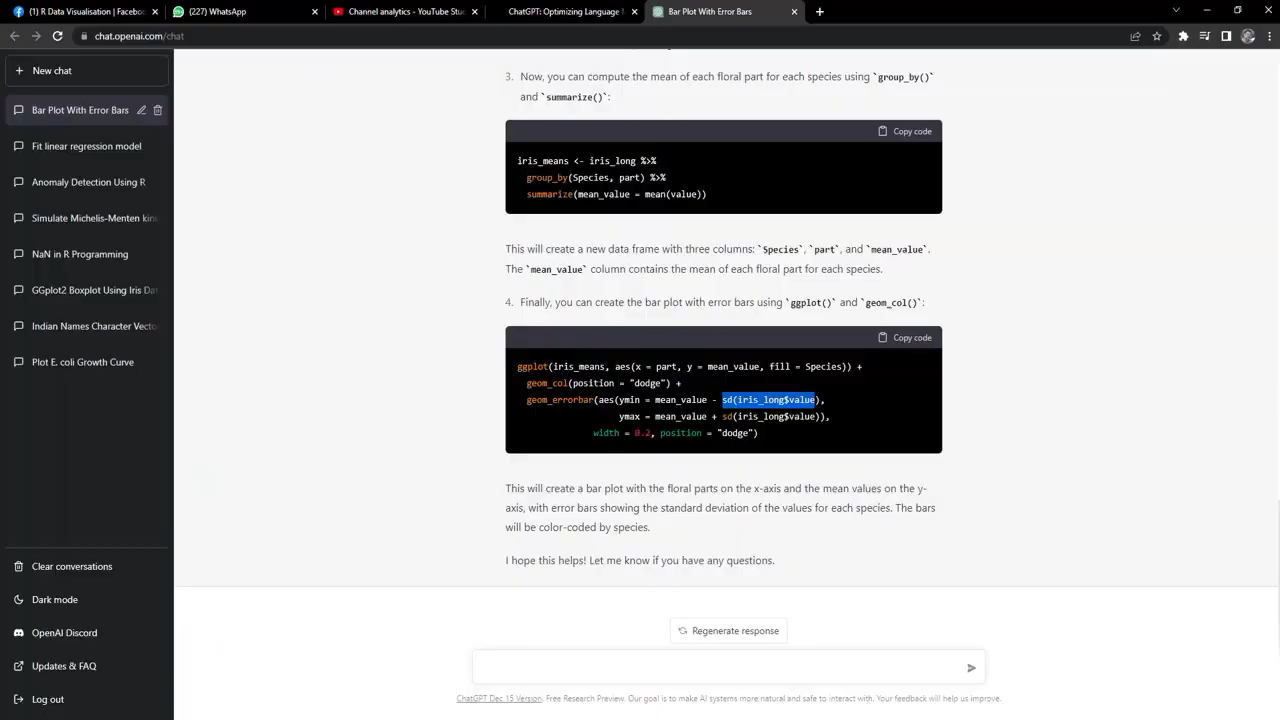 (1) R Data Visualisation | Faceboo
(227) WhatsApp
Channel analytics - YouTube Stu
ChatGPT: Optimizing Language M
Bar Plot With Error Bars
chat.openai.com/chat
New chat
Bar Plot With Error Bars
Fit linear regression model
Anomaly Detection Using R
Simulate Michelis-Menten kin
NaN in R Programming
GGplot2 Boxplot Using Iris Dat
Indian Names Character Vecto
Plot E. coli Growth Curve
Clear conversations
Dark mode
OpenAI Discord
Updates & FAQ
Log out
3. Now, you can compute the mean of each floral part for each species using `group_by()`
and `summarize()`:
Copy code
iris_means <- iris_long %>%
group_by(Species, part) %>%
summarize(mean_value = mean(value))
This will create a new data frame with three columns: `Species`, `part`, and `mean_value`.
The `mean_value` column contains the mean of each floral part for each species.
4. Finally, you can create the bar plot with error bars using `ggplot()` and `geom_col()`:
Copy code
ggplot(iris_means, aes(x = part, y = mean_value, fill = Species)) +
geom_col(position = "dodge") +
geom_errorbar(aes(ymin = mean_value - sd(iris_long$value),
ymax = mean_value + sd(iris_long$value)),
width = 0.2, position = "dodge")
This will create a bar plot with the floral parts on the x-axis and the mean values on the y-
axis, with error bars showing the standard deviation of the values for each species. The bars
will be color-coded by species.
I hope this helps! Let me know if you have any questions.
Regenerate response
ChatGPT Dec 15 Version. Free Research Preview. Our goal is to make AI systems more natural and safe to interact with. Your feedback will help us improve.